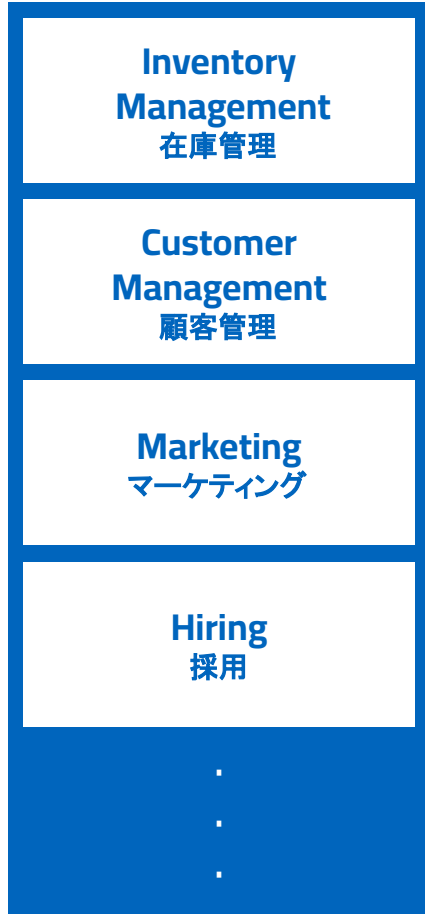 Inventory
Management
在庫管理
Customer
Management
顧客管理
Marketing
マーケティング
Hiring
採用
.
.
.